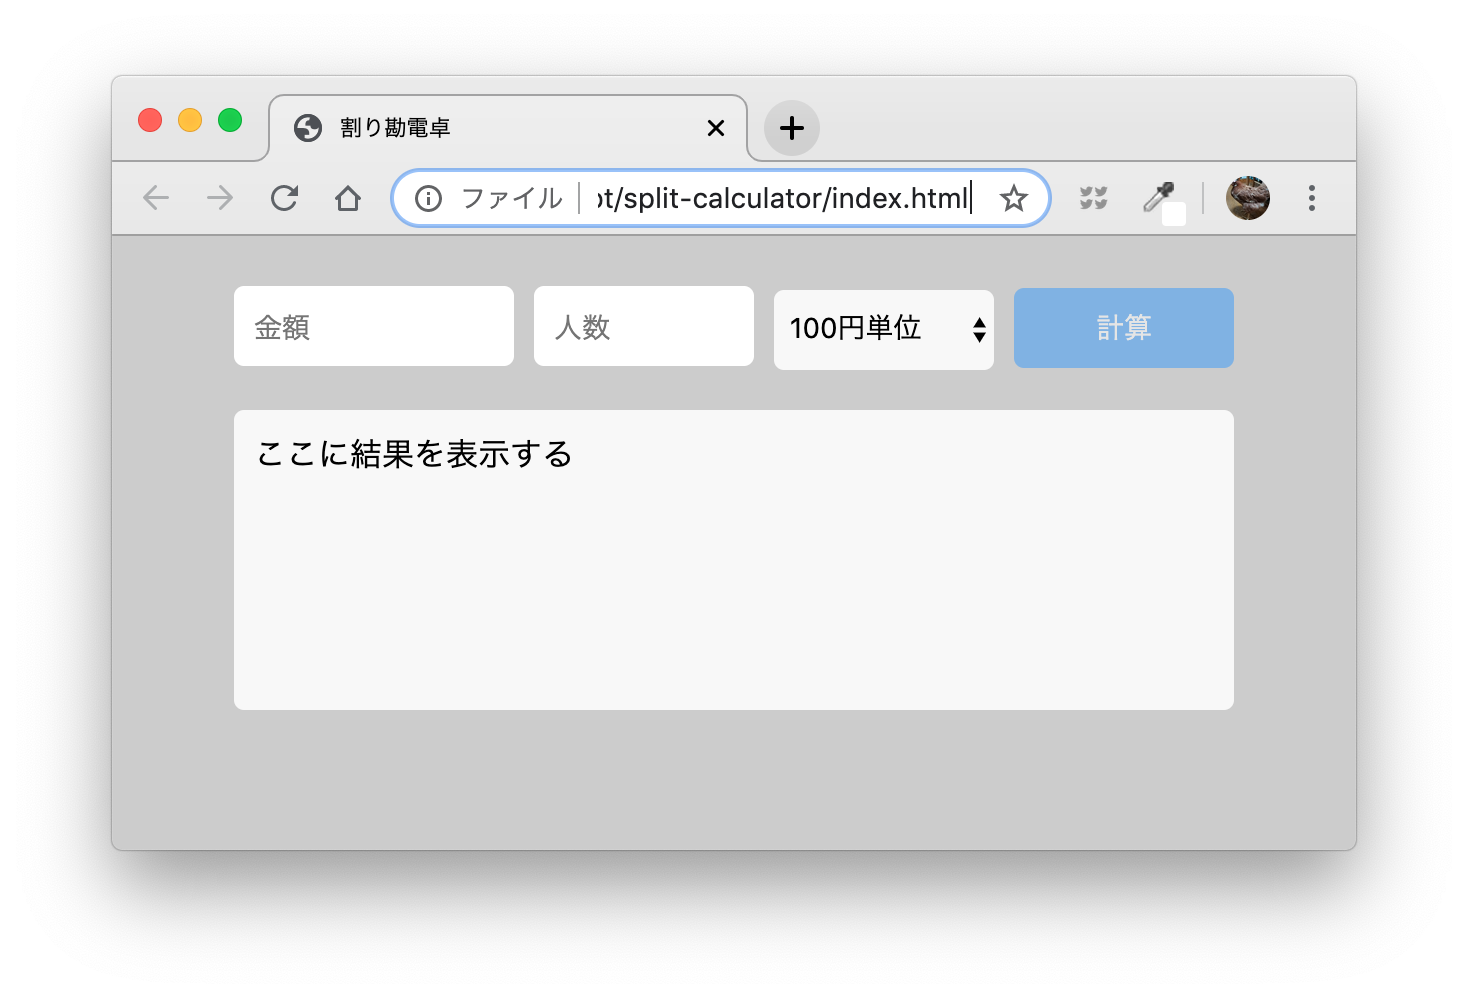 割り勘電卓
ファイル ot/split-calculator/index.html
金額 人数 100円単位 計算
ここに結果を表示する